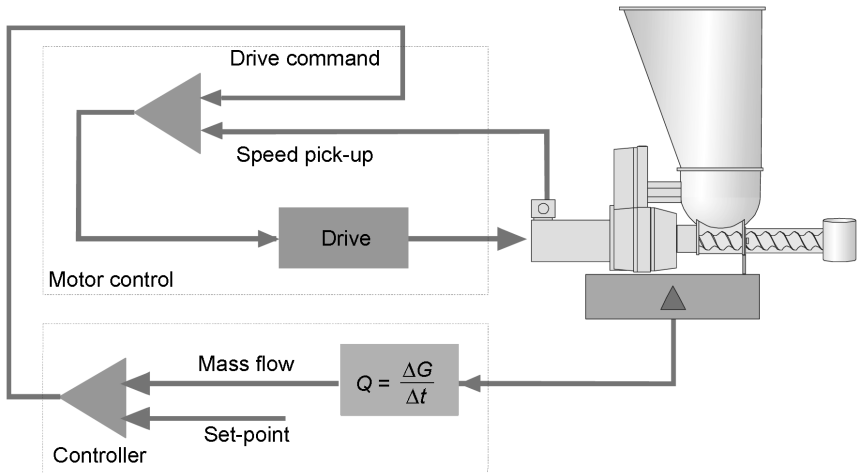 Drive command
Speed pick-up
Drive
Motor control
Mass flow
Q = ΔG/Δt
Set-point
Controller